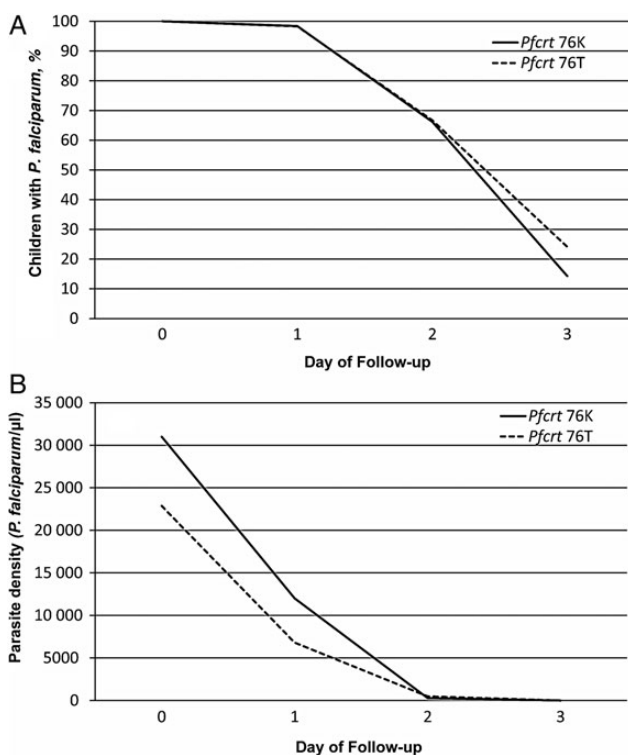 A
100
90
80
70
60
50
40
30
20
10
0
Children with P. falciparum, %
Pfcrt 76K
Pfcrt 76T
0 1 2 3
Day of Follow-up
B
35 000
30 000
25 000
20 000
15 000
10 000
5000
0
Parasite density (P. falciparum/µl)
Pfcrt 76K
Pfcrt 76T
0 1 2 3
Day of Follow-up